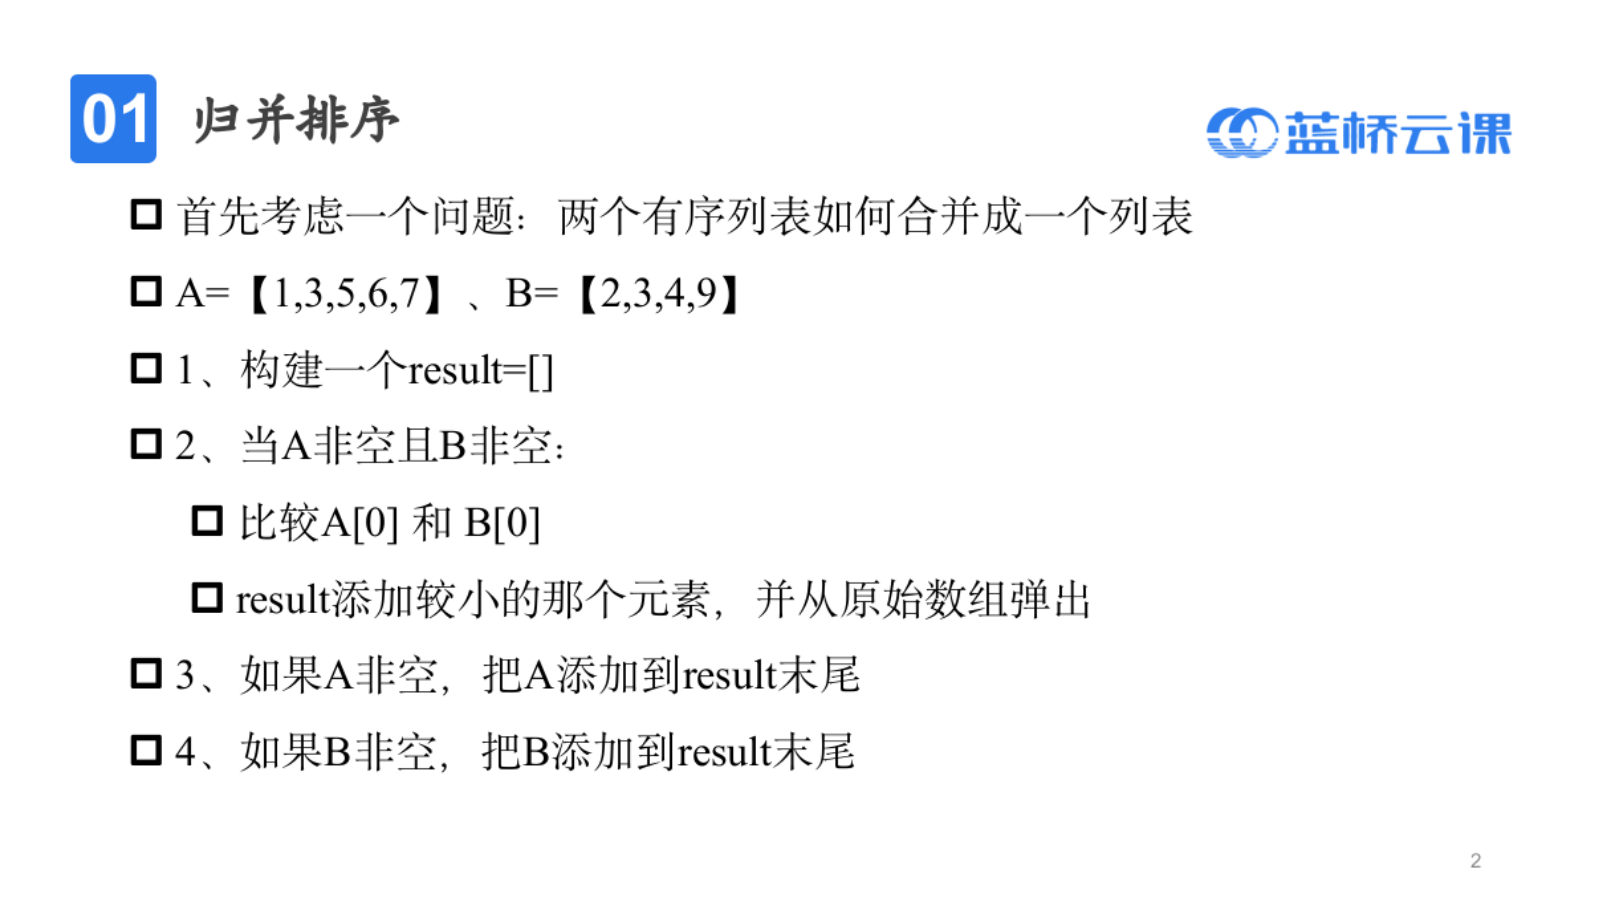 01 归并排序
蓝桥云课
首先考虑一个问题：两个有序列表如何合并成一个列表
A=【1,3,5,6,7】、B=【2,3,4,9】
1、构建一个result=[]
2、当A非空且B非空：
比较A[0] 和 B[0]
result添加较小的那个元素，并从原始数组弹出
3、如果A非空，把A添加到result末尾
4、如果B非空，把B添加到result末尾
2